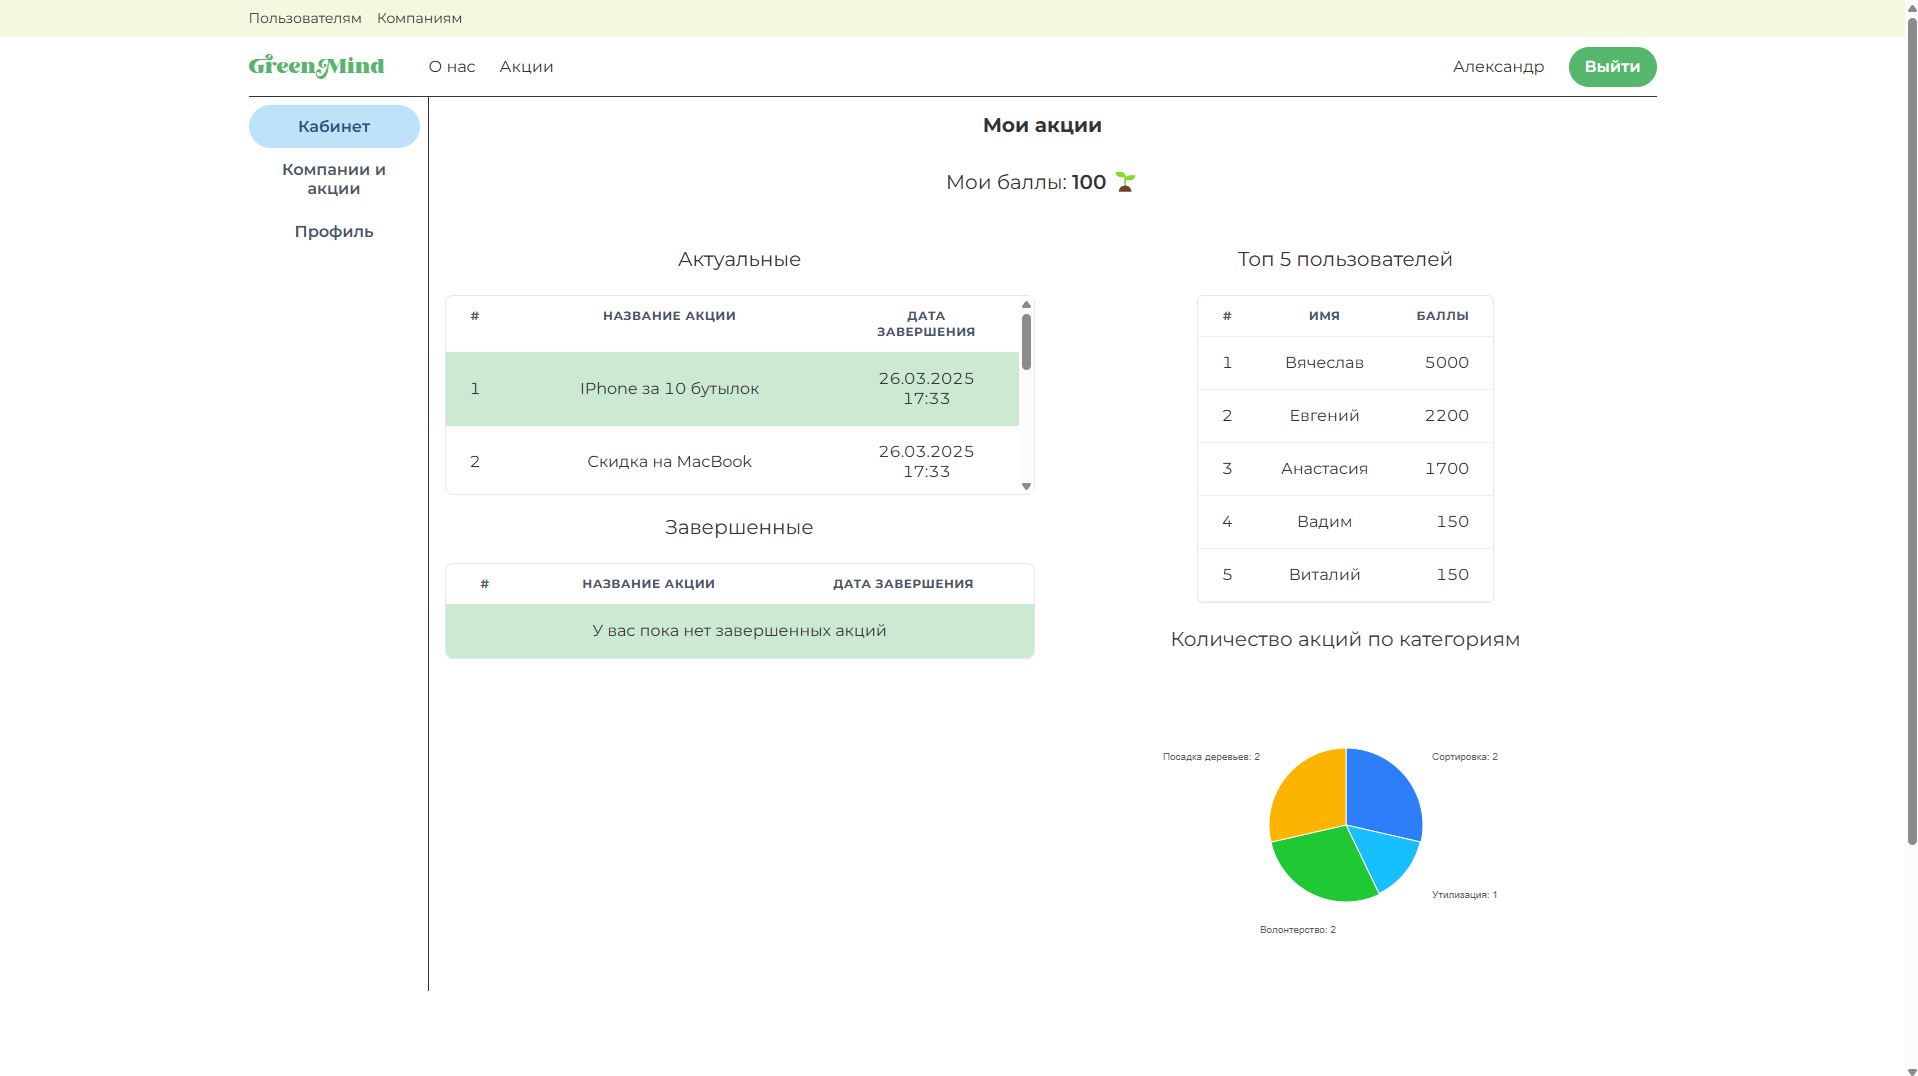 Пользователям Компаниям
GreenMind О нас Акции Александр Выйти
Кабинет
Компании и
акции
Профиль
Мои акции
Мои баллы: 100
Актуальные
# НАЗВАНИЕ АКЦИИ ДАТА
ЗАВЕРШЕНИЯ
1 IPhone за 10 бутылок 26.03.2025
17:33
2 Скидка на MacBook 26.03.2025
17:33
Завершенные
# НАЗВАНИЕ АКЦИИ ДАТА ЗАВЕРШЕНИЯ
У вас пока нет завершенных акций
Топ 5 пользователей
# ИМЯ БАЛЛЫ
1 Вячеслав 5000
2 Евгений 2200
3 Анастасия 1700
4 Вадим 150
5 Виталий 150
Количество акций по категориям
Посадка деревьев: 2 Сортировка: 2
Утилизация: 1
Волонтерство: 2